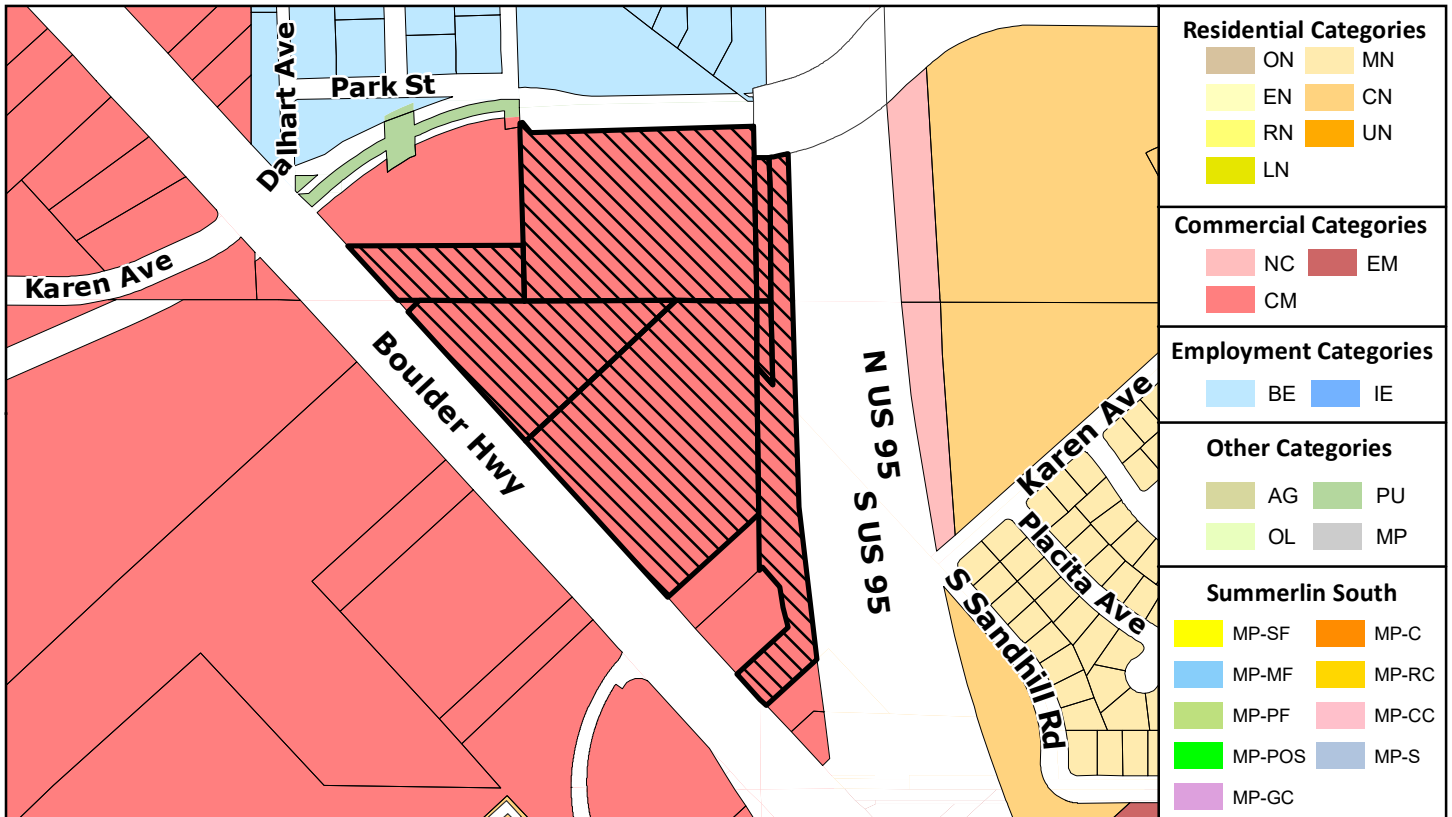 Dalhart Ave
Park St
Karen Ave
Boulder Hwy
N US 95
S US 95
Karen Ave
Placita Ave
S Sandhill Rd
Residential Categories
ON MN
EN CN
RN UN
LN
Commercial Categories
NC EM
CM
Employment Categories
BE IE
Other Categories
AG PU
OL MP
Summerlin South
MP-SF MP-C
MP-MF MP-RC
MP-PF MP-CC
MP-POS MP-S
MP-GC